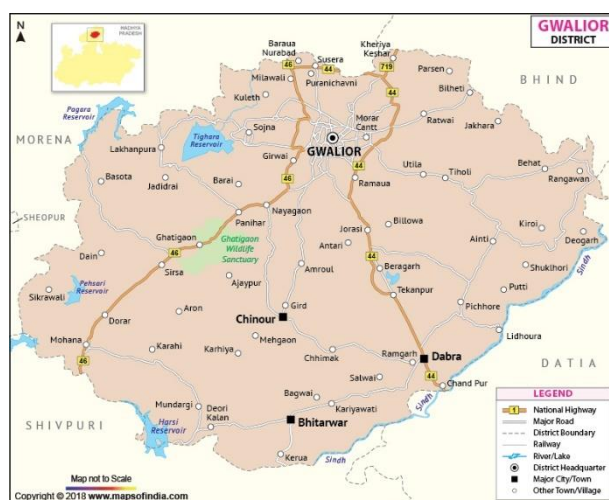 N
MADHYA
PRADESH
GWALIOR
DISTRICT
Baraua
Nurabad
Susera
Kheriya
Keshar
46
44
719
Milawali
Puranichavni
Parsen
BHIND
Kuleth
44
Bilheti
Pagara
Reservoir
Tighara
Reservoir
Sojna
Morar
Cantt
Ratwai
Jakhara
MORENA
Lakhanpura
Girwai
GWALIOR
Utila
Tiholi
Behat
Rangawan
Basota
Jadidrai
Barai
46
Ramaua
SHEOPUR
Panihar
Nayagaon
Ghatigaon
Ghatigaon
Wildlife
Sanctuary
Jorasi
Billowa
Kiroi
Deogarh
Antari
Ainti
Dain
46
Sirsa
44
Beragarh
Shukihori
Sindh
Pehsari
Reservoir
Ajaypur
Amroul
Tekanpur
Putti
Sikrawali
Aron
Gird
Pichhore
Dorar
Chinour
Lidhoura
Mohana
Karahi
Karhiya
Mehgaon
Chhimak
Ramgarh
Dabra
DATIA
46
Salwai
44
Chand Pur
SHIVPURI
Mundergi
Deori
Kalan
Bagwai
Kariyawati
Sindh
Harsi
Reservoir
Bhitarwar
Kerua
Sindh
LEGEND
1 National Highway
Major Road
District Boundary
Railway
River/Lake
District Headquarter
Major City/Town
Other Town/Village
Map not to Scale
Copyright © 2018 www.mapsofindia.com